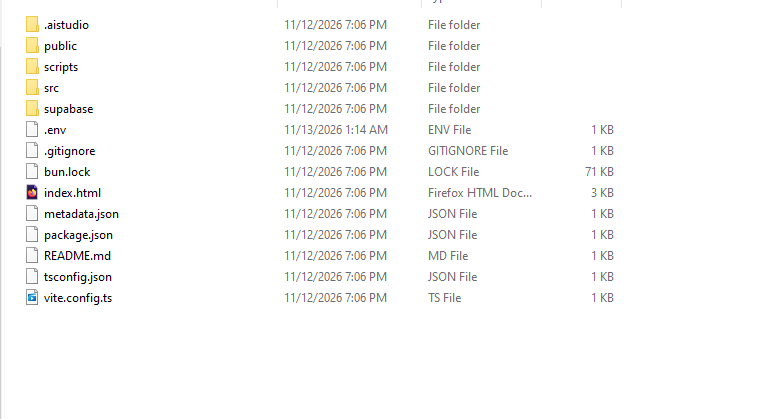 .aistudio 11/12/2026 7:06 PM File folder
public 11/12/2026 7:06 PM File folder
scripts 11/12/2026 7:06 PM File folder
src 11/12/2026 7:06 PM File folder
supabase 11/12/2026 7:06 PM File folder
.env 11/13/2026 1:14 AM ENV File 1 KB
.gitignore 11/12/2026 7:06 PM GITIGNORE File 1 KB
bun.lock 11/12/2026 7:06 PM LOCK File 71 KB
index.html 11/12/2026 7:06 PM Firefox HTML Doc... 3 KB
metadata.json 11/12/2026 7:06 PM JSON File 1 KB
package.json 11/12/2026 7:06 PM JSON File 1 KB
README.md 11/12/2026 7:06 PM MD File 1 KB
tsconfig.json 11/12/2026 7:06 PM JSON File 1 KB
vite.config.ts 11/12/2026 7:06 PM TS File 1 KB